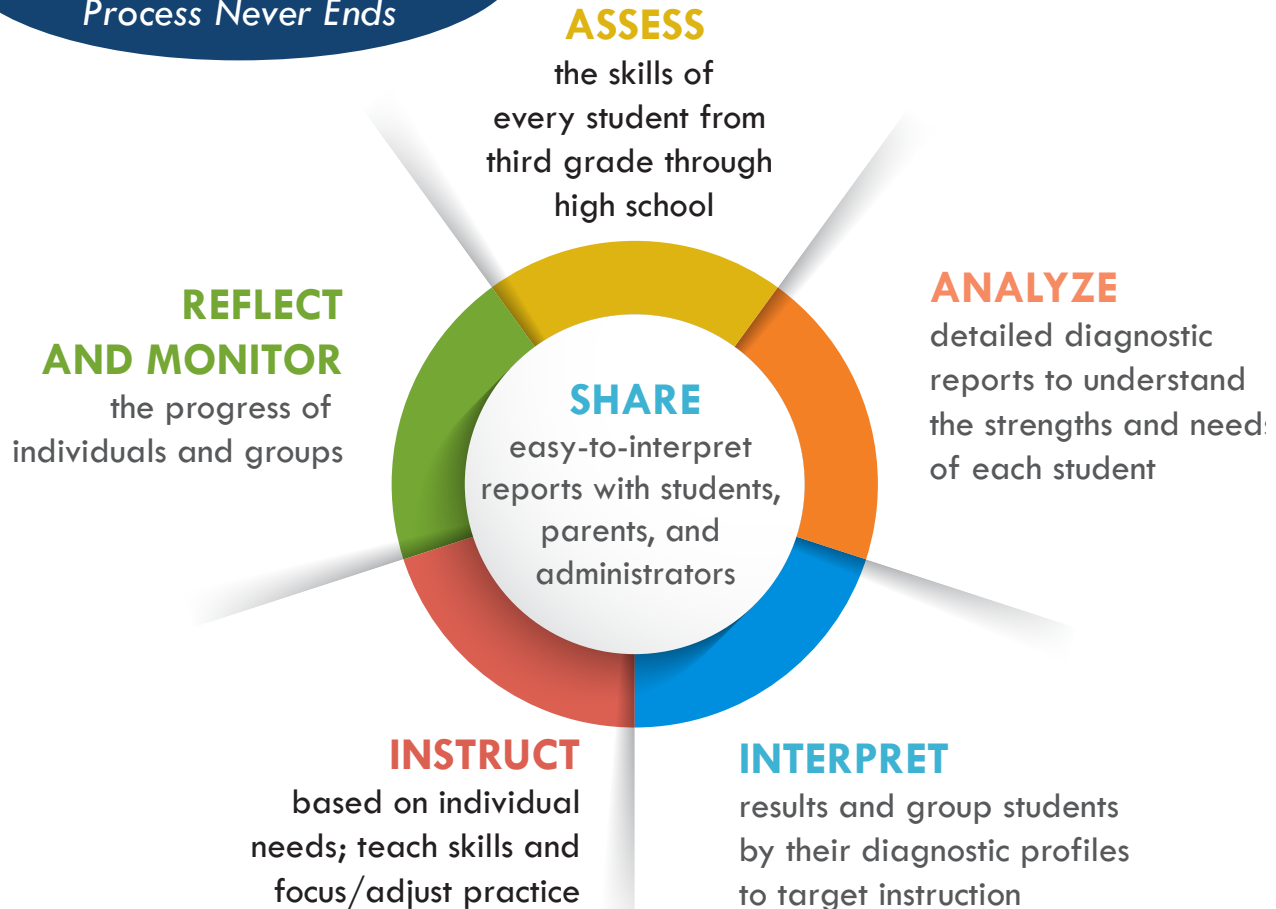 Process Never Ends
ASSESS
the skills of
every student from
third grade through
high school
ANALYZE
detailed diagnostic
reports to understand
the strengths and needs
of each student
INTERPRET
results and group students
by their diagnostic profiles
to target instruction
INSTRUCT
based on individual
needs; teach skills and
focus/adjust practice
REFLECT
AND MONITOR
the progress of
individuals and groups
SHARE
easy-to-interpret
reports with students,
parents, and
administrators